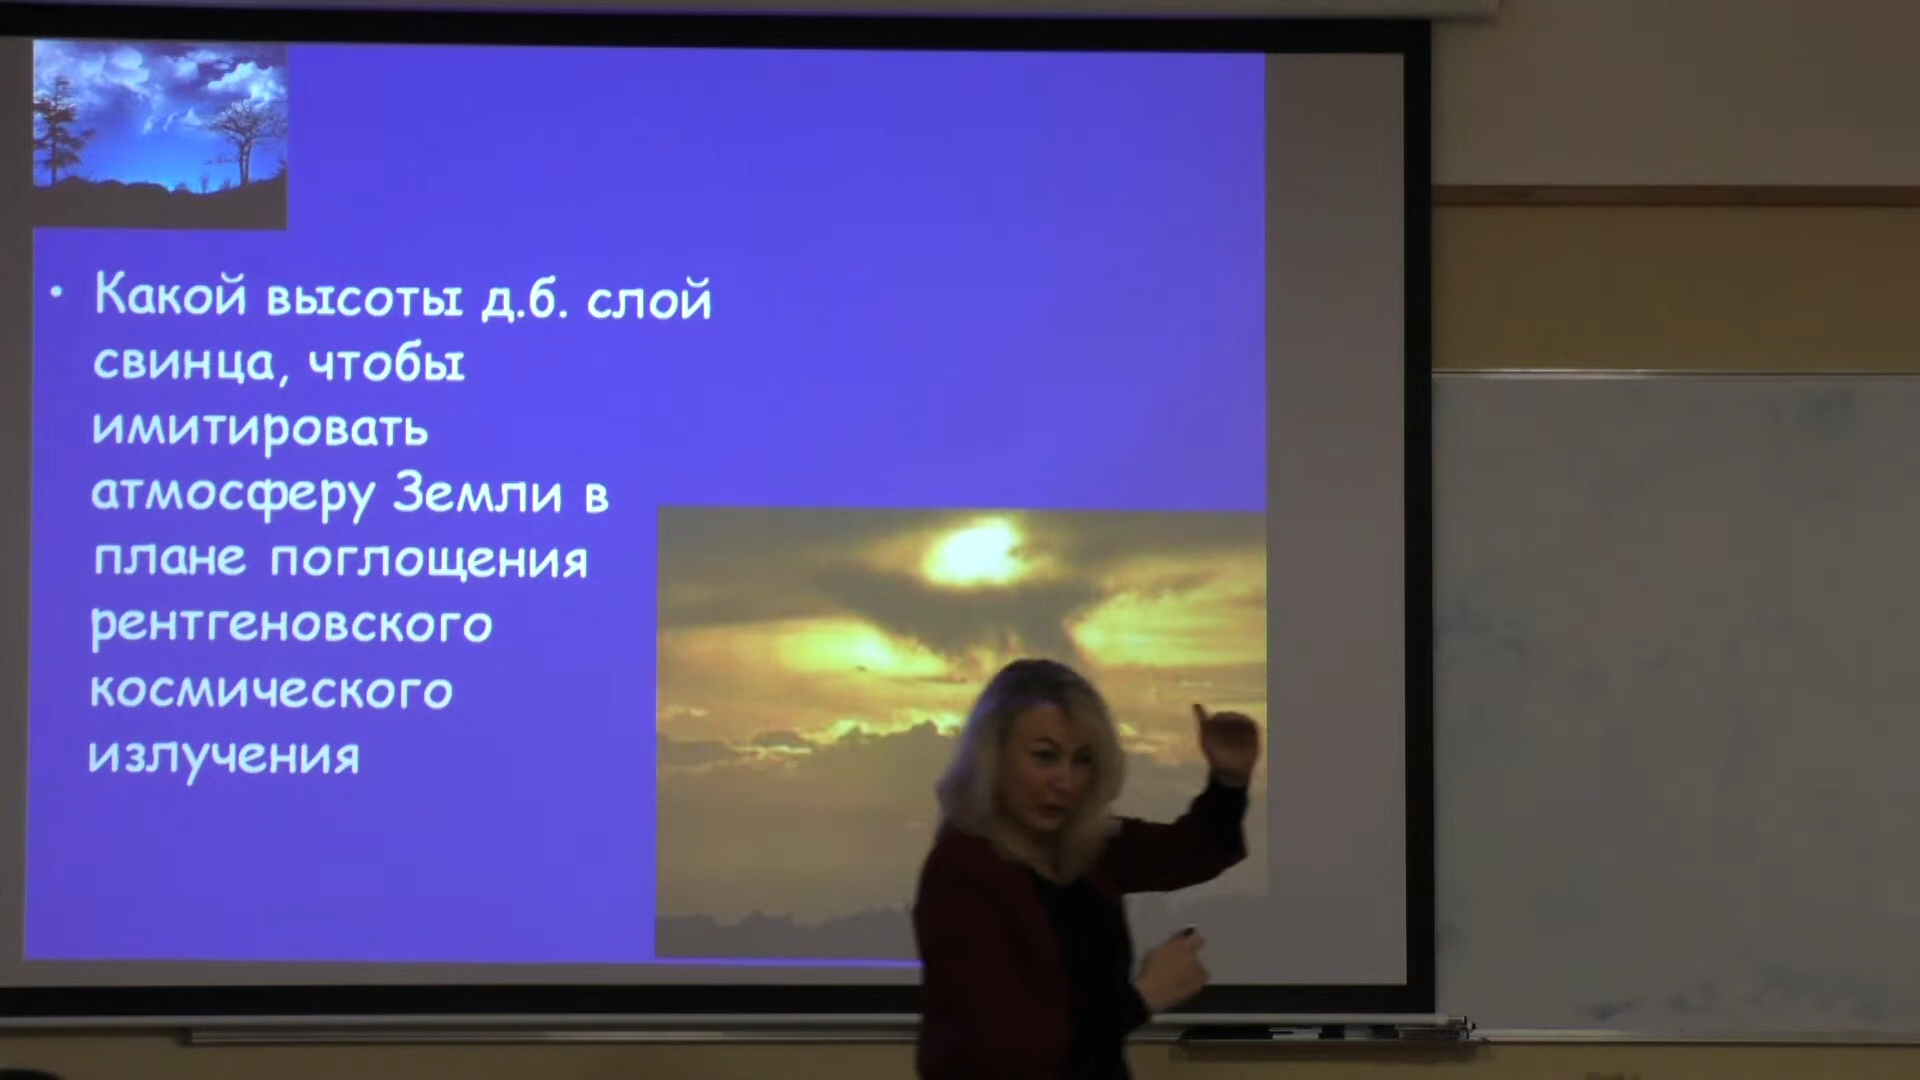 Какой высоты д.б. слой
свинца, чтобы
имитировать
атмосферу Земли в
плане поглощения
рентгеновского
космического
излучения